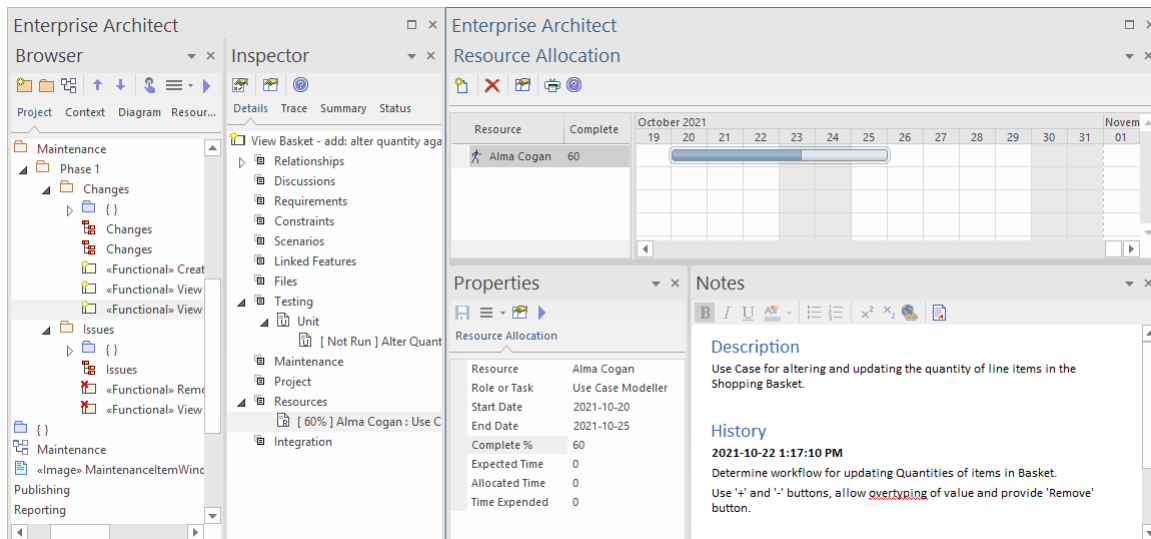 Enterprise Architect
Browser
Project Context Diagram Resour...
Maintenance
Phase 1
Changes
{ }
Changes
Changes
«Functional» Creat
«Functional» View
«Functional» View
Issues
{ }
Issues
«Functional» Remo
«Functional» View
{ }
Maintenance
«Image» MaintenanceItemWind
Publishing
Reporting
Inspector
Details Trace Summary Status
View Basket - add: alter quantity aga
Relationships
Discussions
Requirements
Constraints
Scenarios
Linked Features
Files
Testing
Unit
[ Not Run ] Alter Quant
Maintenance
Project
Resources
[ 60% ] Alma Cogan : Use C
Integration
Enterprise Architect
Resource Allocation
Resource Complete October 2021 Novem
19 20 21 22 23 24 25 26 27 28 29 30 31 01
Alma Cogan 60
Properties
Resource Allocation
Resource Alma Cogan
Role or Task Use Case Modeller
Start Date 2021-10-20
End Date 2021-10-25
Complete % 60
Expected Time 0
Allocated Time 0
Time Expended 0
Notes
B I U
Description
Use Case for altering and updating the quantity of line items in the
Shopping Basket.
History
2021-10-22 1:17:10 PM
Determine workflow for updating Quantities of items in Basket.
Use '+' and '-' buttons, allow overtyping of value and provide 'Remove'
button.